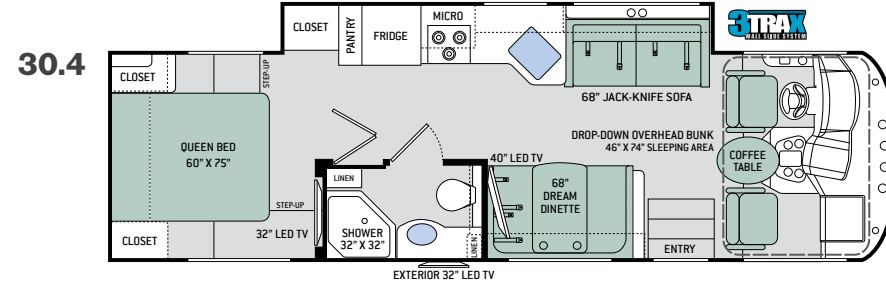 30.4
3TRAX
WALL SLIDE SYSTEM
CLOSET
PANTRY
FRIDGE
MICRO
CLOSET
STEP-UP
68” JACK-KNIFE SOFA
QUEEN BED
60” X 75”
DROP-DOWN OVERHEAD BUNK
46” X 74” SLEEPING AREA
COFFEE
TABLE
40” LED TV
LINEN
68”
DREAM
DINETTE
STEP-UP
32” LED TV
SHOWER
32” X 32”
LINEN
CLOSET
ENTRY
EXTERIOR 32” LED TV